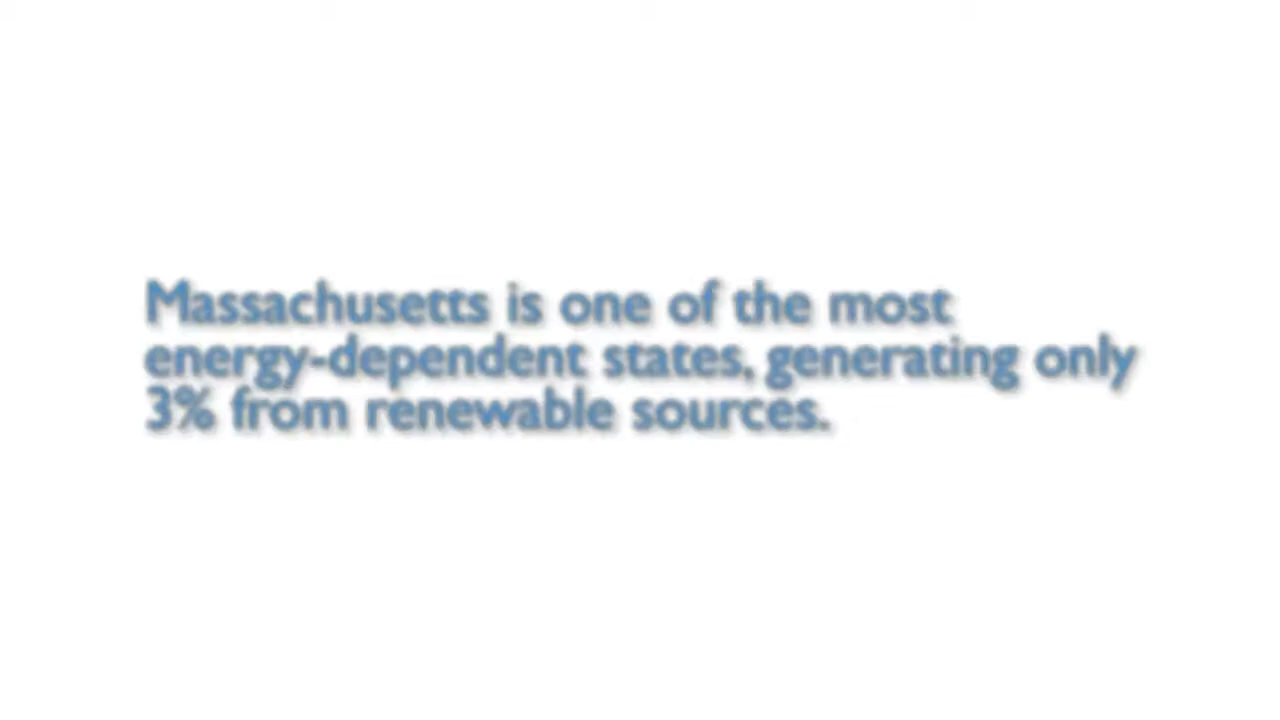 Massachusetts is one of the most
energy-dependent states, generating only
3% from renewable sources.